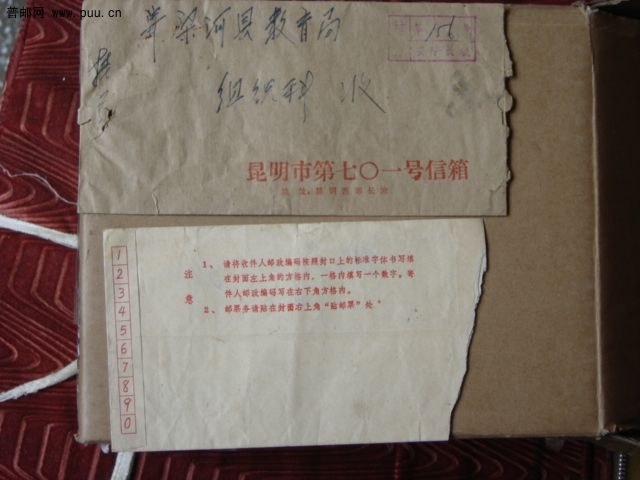 普邮网 www.puu.cn
梁河县教育局
组织科 收
156
昆明市第七〇一号信箱
注意
1、请将收件人邮政编码按照封口上的标准字体书写填
在封面左上角的方格内，一格内填写一个数字。寄
件人邮政编码写在右下角方格内。
2、邮票务请贴在封面右上角“贴邮票”处。
1
2
3
4
5
6
7
8
9
0